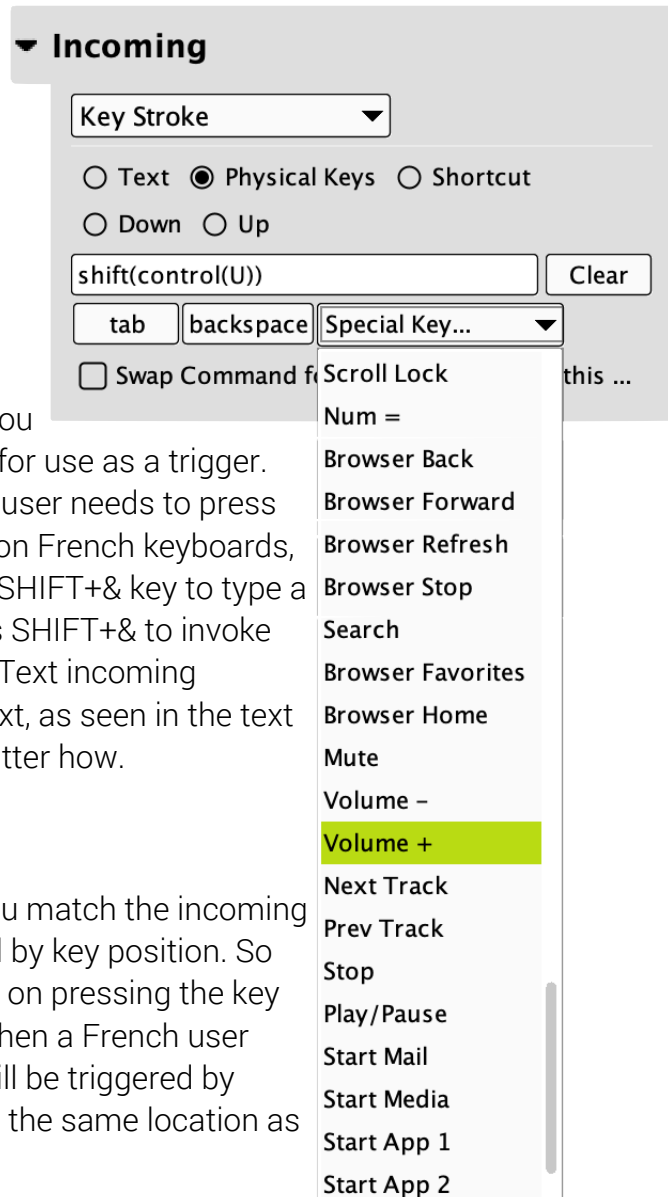 Incoming
Key Stroke
Text Physical Keys Shortcut
Down Up
shift(control(U)) Clear
tab backspace Special Key...
Swap Command this ...
Scroll Lock
Num =
Browser Back
Browser Forward
Browser Refresh
Browser Stop
Search
Browser Favorites
Browser Home
Mute
Volume –
Volume +
Next Track
Prev Track
Stop
Play/Pause
Start Mail
Start Media
Start App 1
Start App 2
for use as a trigger.
user needs to press
on French keyboards,
SHIFT+& key to type a
SHIFT+& to invoke
Text incoming
as seen in the text
how.
match the incoming
by key position. So
on pressing the key
a French user
be triggered by
the same location as